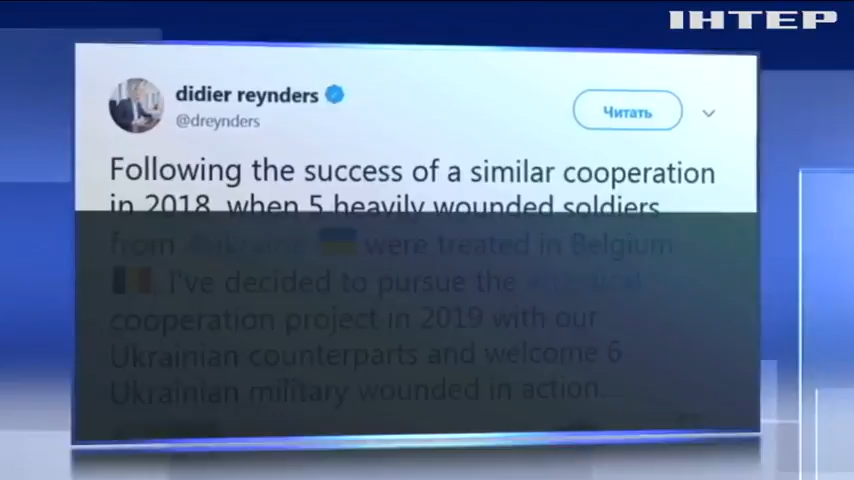 ІНТЕР
didier reynders
@dreynders
Читать
Following the success of a similar cooperation
in 2018, when 5 heavily wounded soldiers
from #Ukraine 🇺🇦 were treated in Belgium
🇧🇪, I've decided to pursue the #medical
cooperation project in 2019 with our
Ukrainian counterparts and welcome 6
Ukrainian military wounded in action.